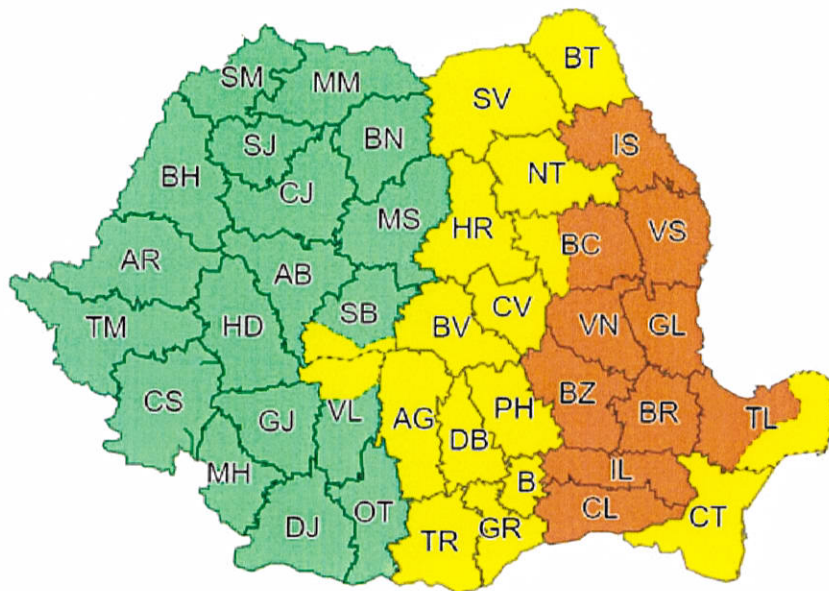 BT
SM
MM
SV
BN
SJ
IS
NT
BH
CJ
MS
HR
BC
VS
AR
AB
CV
SB
TM
HD
BV
VN
GL
CS
GJ
VL
AG
PH
BZ
BR
TL
DB
MH
B
IL
OT
CL
DJ
TR
GR
CT